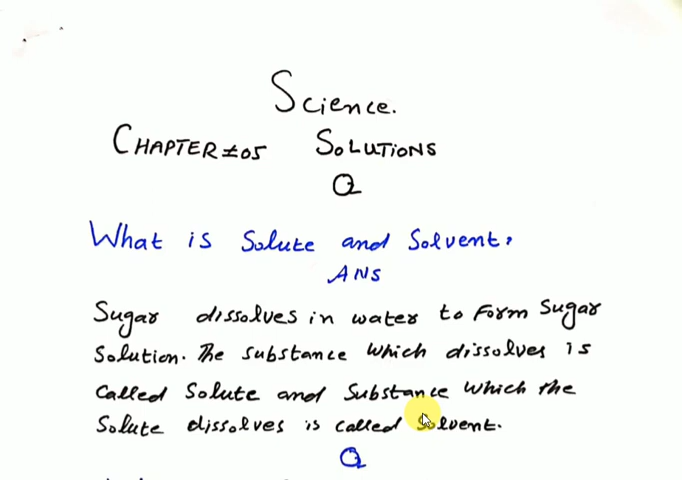 Science.
CHAPTER≠05 SOLUTIONS
Q
What is Solute and Solvent.
ANS
Sugar dissolves in water to Form Sugar
Solution. The substance which dissolves is
called Solute and Substance which the
Solute dissolves is called Solvent.
Q